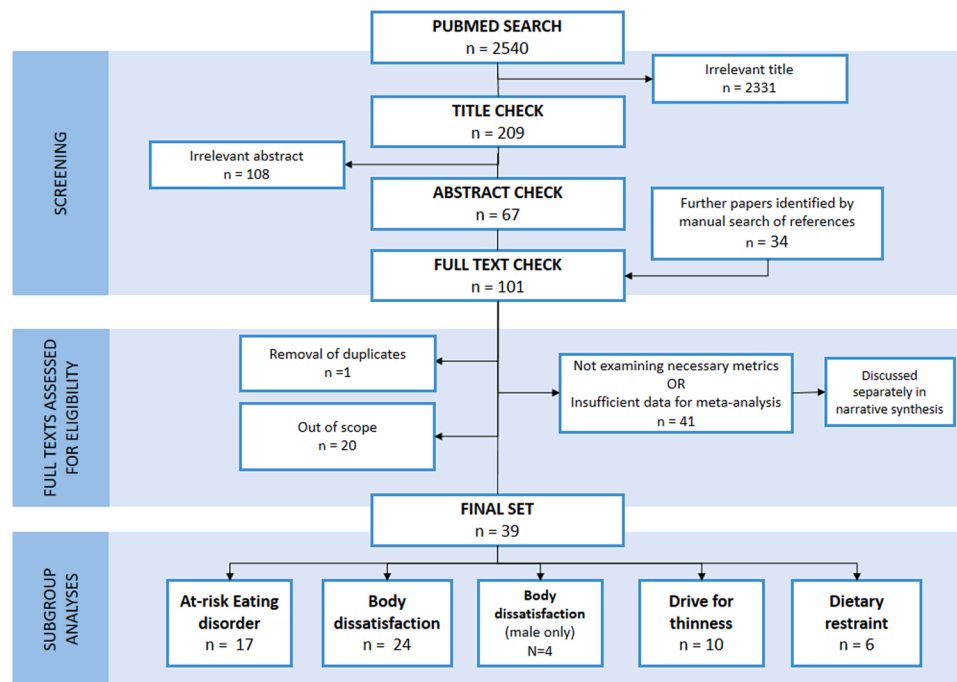 PUBMED SEARCH
n = 2540
Irrelevant title
n = 2331
SCREENING
TITLE CHECK
n = 209
Irrelevant abstract
n = 108
ABSTRACT CHECK
n = 67
Further papers identified by
manual search of references
n = 34
FULL TEXT CHECK
n = 101
FULL TEXTS ASSESSED
FOR ELIGIBILITY
Removal of duplicates
n =1
Not examining necessary metrics
OR
Insufficient data for meta-analysis
n = 41
Discussed
separately in
narrative synthesis
Out of scope
n = 20
FINAL SET
n = 39
SUBGROUP
ANALYSES
At-risk Eating
disorder
n = 17
Body
dissatisfaction
n = 24
Body
dissatisfaction
(male only)
N=4
Drive for
thinness
n = 10
Dietary
restraint
n = 6